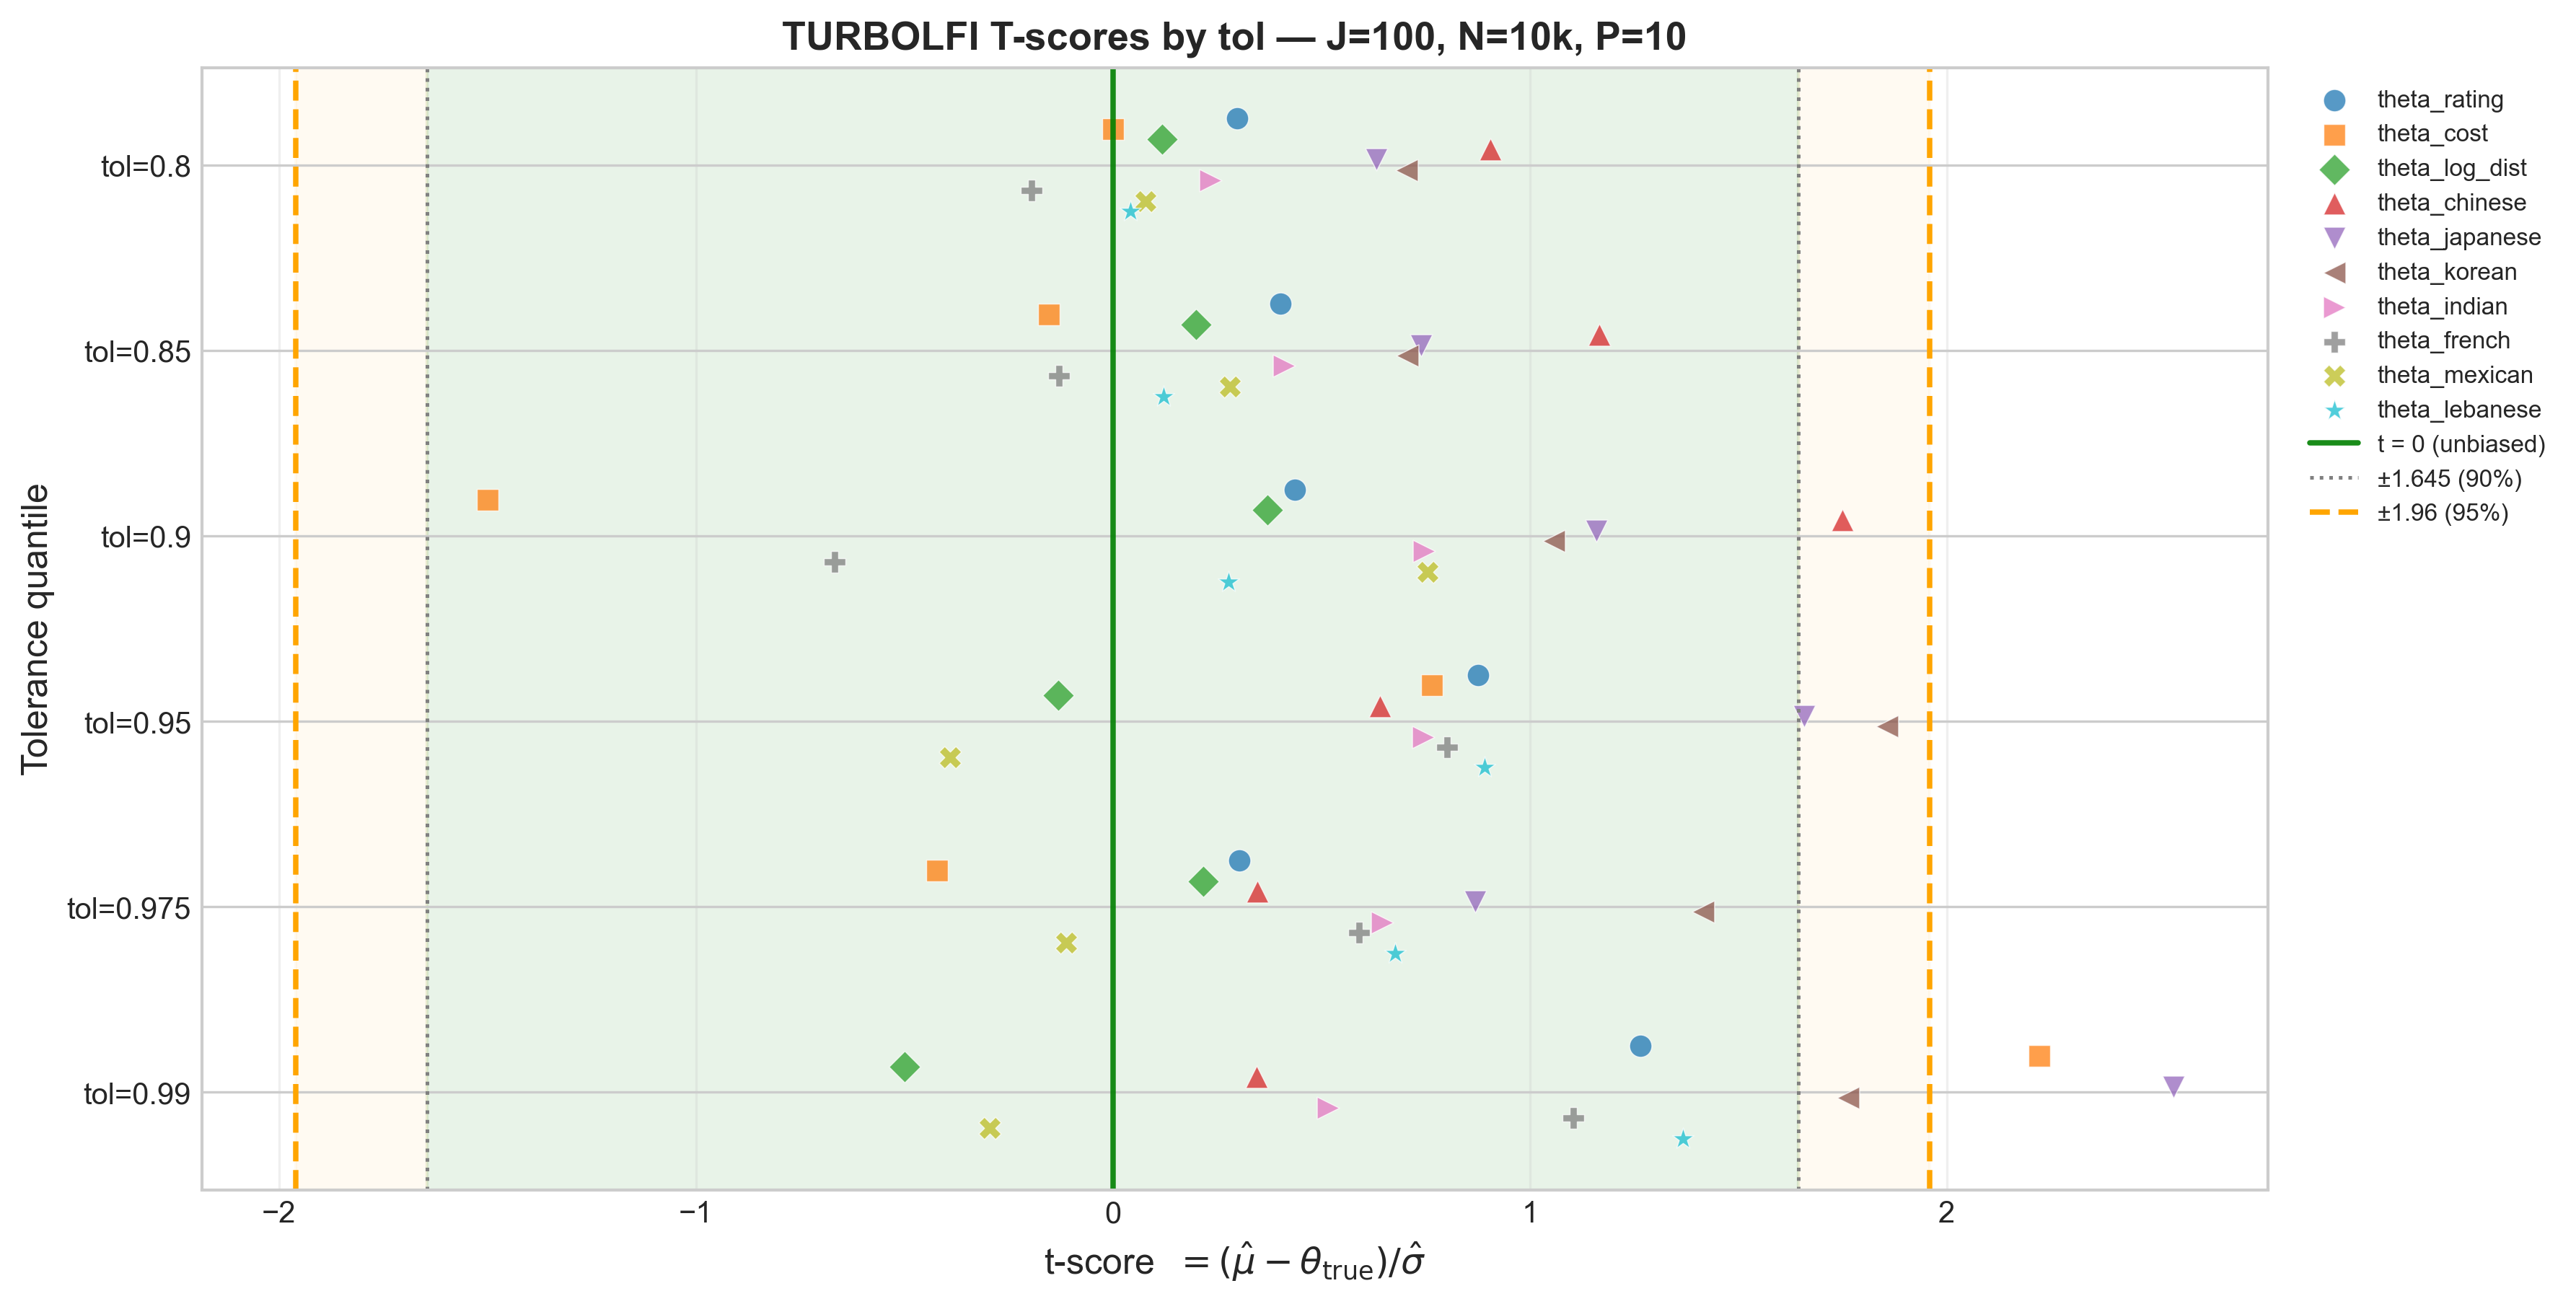 TURBOLFI T-scores by tol — J=100, N=10k, P=10
theta_rating
theta_cost
theta_log_dist
theta_chinese
theta_japanese
theta_korean
theta_indian
theta_french
theta_mexican
theta_lebanese
t = 0 (unbiased)
±1.645 (90%)
±1.96 (95%)
Tolerance quantile
tol=0.8
tol=0.85
tol=0.9
tol=0.95
tol=0.975
tol=0.99
−2 −1 0 1 2
t-score = (μ̂ − θtrue)/σ̂